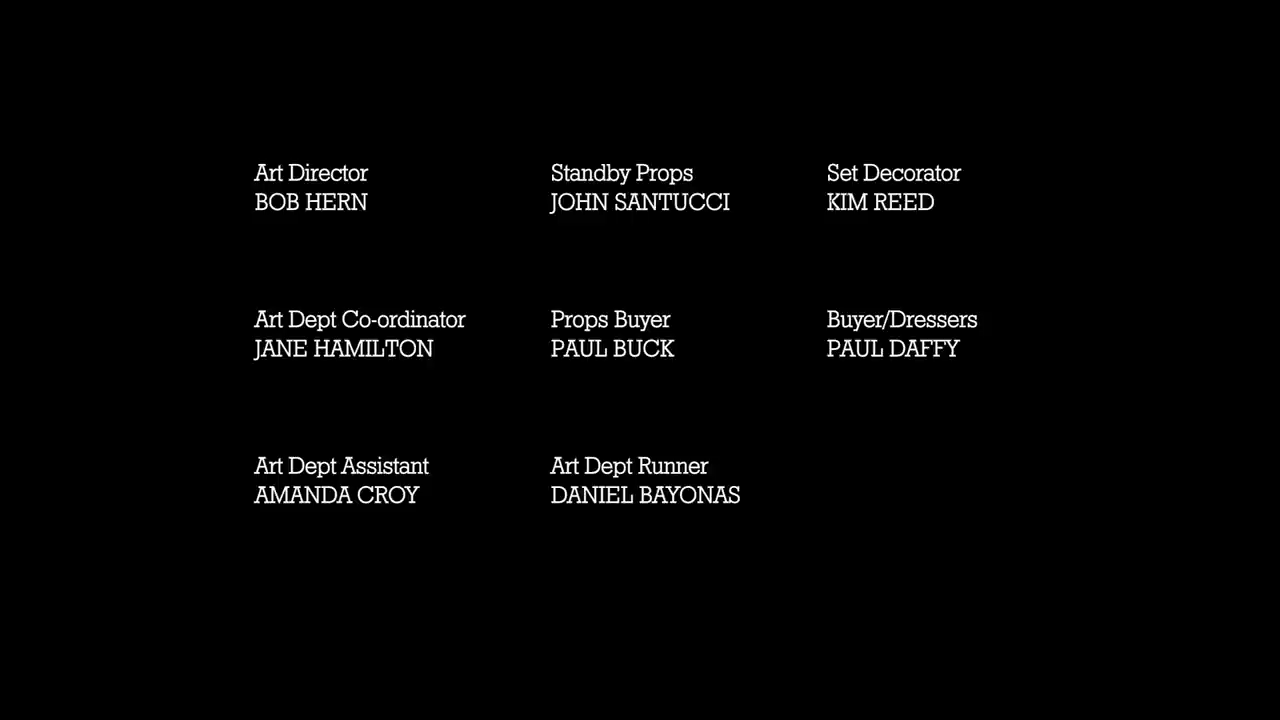 Art Director
BOB HERN
Standby Props
JOHN SANTUCCI
Set Decorator
KIM REED
Art Dept Co-ordinator
JANE HAMILTON
Props Buyer
PAUL BUCK
Buyer/Dressers
PAUL DAFFY
Art Dept Assistant
AMANDA CROY
Art Dept Runner
DANIEL BAYONAS